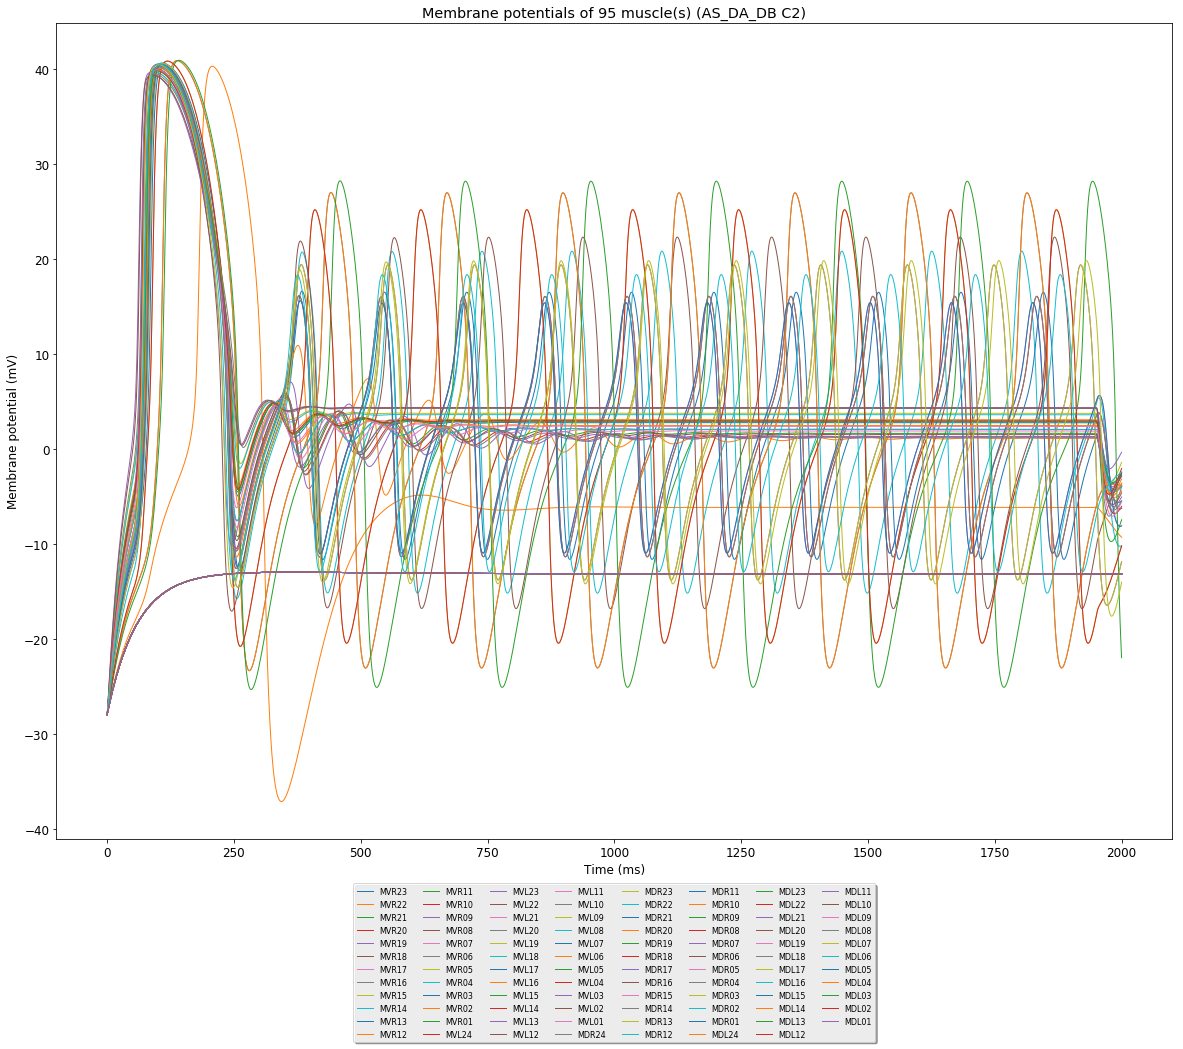 Membrane potentials of 95 muscle(s) (AS_DA_DB C2)
Membrane potential (mV)
40
30
20
10
0
−10
−20
−30
−40
0 250 500 750 1000 1250 1500 1750 2000
Time (ms)
MVR23 MVR11 MVL23 MVL11 MDR23 MDR11 MDL23 MDL11
MVR22 MVR10 MVL22 MVL10 MDR22 MDR10 MDL22 MDL10
MVR21 MVR09 MVL21 MVL09 MDR21 MDR09 MDL21 MDL09
MVR20 MVR08 MVL20 MVL08 MDR20 MDR08 MDL20 MDL08
MVR19 MVR07 MVL19 MVL07 MDR19 MDR07 MDL19 MDL07
MVR18 MVR06 MVL18 MVL06 MDR18 MDR06 MDL18 MDL06
MVR17 MVR05 MVL17 MVL05 MDR17 MDR05 MDL17 MDL05
MVR16 MVR04 MVL16 MVL04 MDR16 MDR04 MDL16 MDL04
MVR15 MVR03 MVL15 MVL03 MDR15 MDR03 MDL15 MDL03
MVR14 MVR02 MVL14 MVL02 MDR14 MDR02 MDL14 MDL02
MVR13 MVR01 MVL13 MVL01 MDR13 MDR01 MDL13 MDL01
MVR12 MVL24 MVL12 MDR24 MDR12 MDL24 MDL12